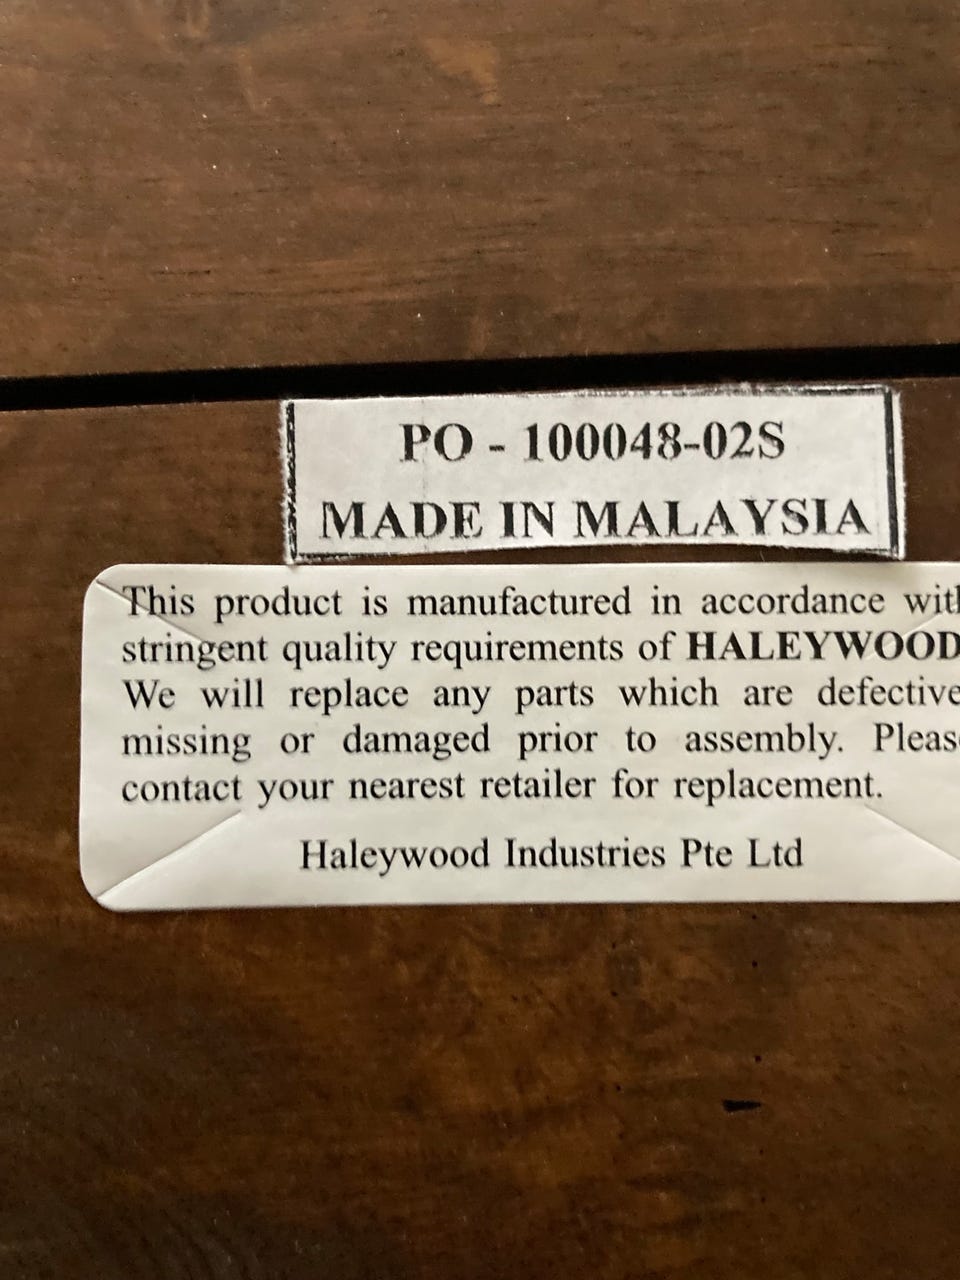 PO - 100048-02S
MADE IN MALAYSIA
This product is manufactured in accordance with
stringent quality requirements of HALEYWOOD
We will replace any parts which are defective
missing or damaged prior to assembly. Please
contact your nearest retailer for replacement.
Haleywood Industries Pte Ltd